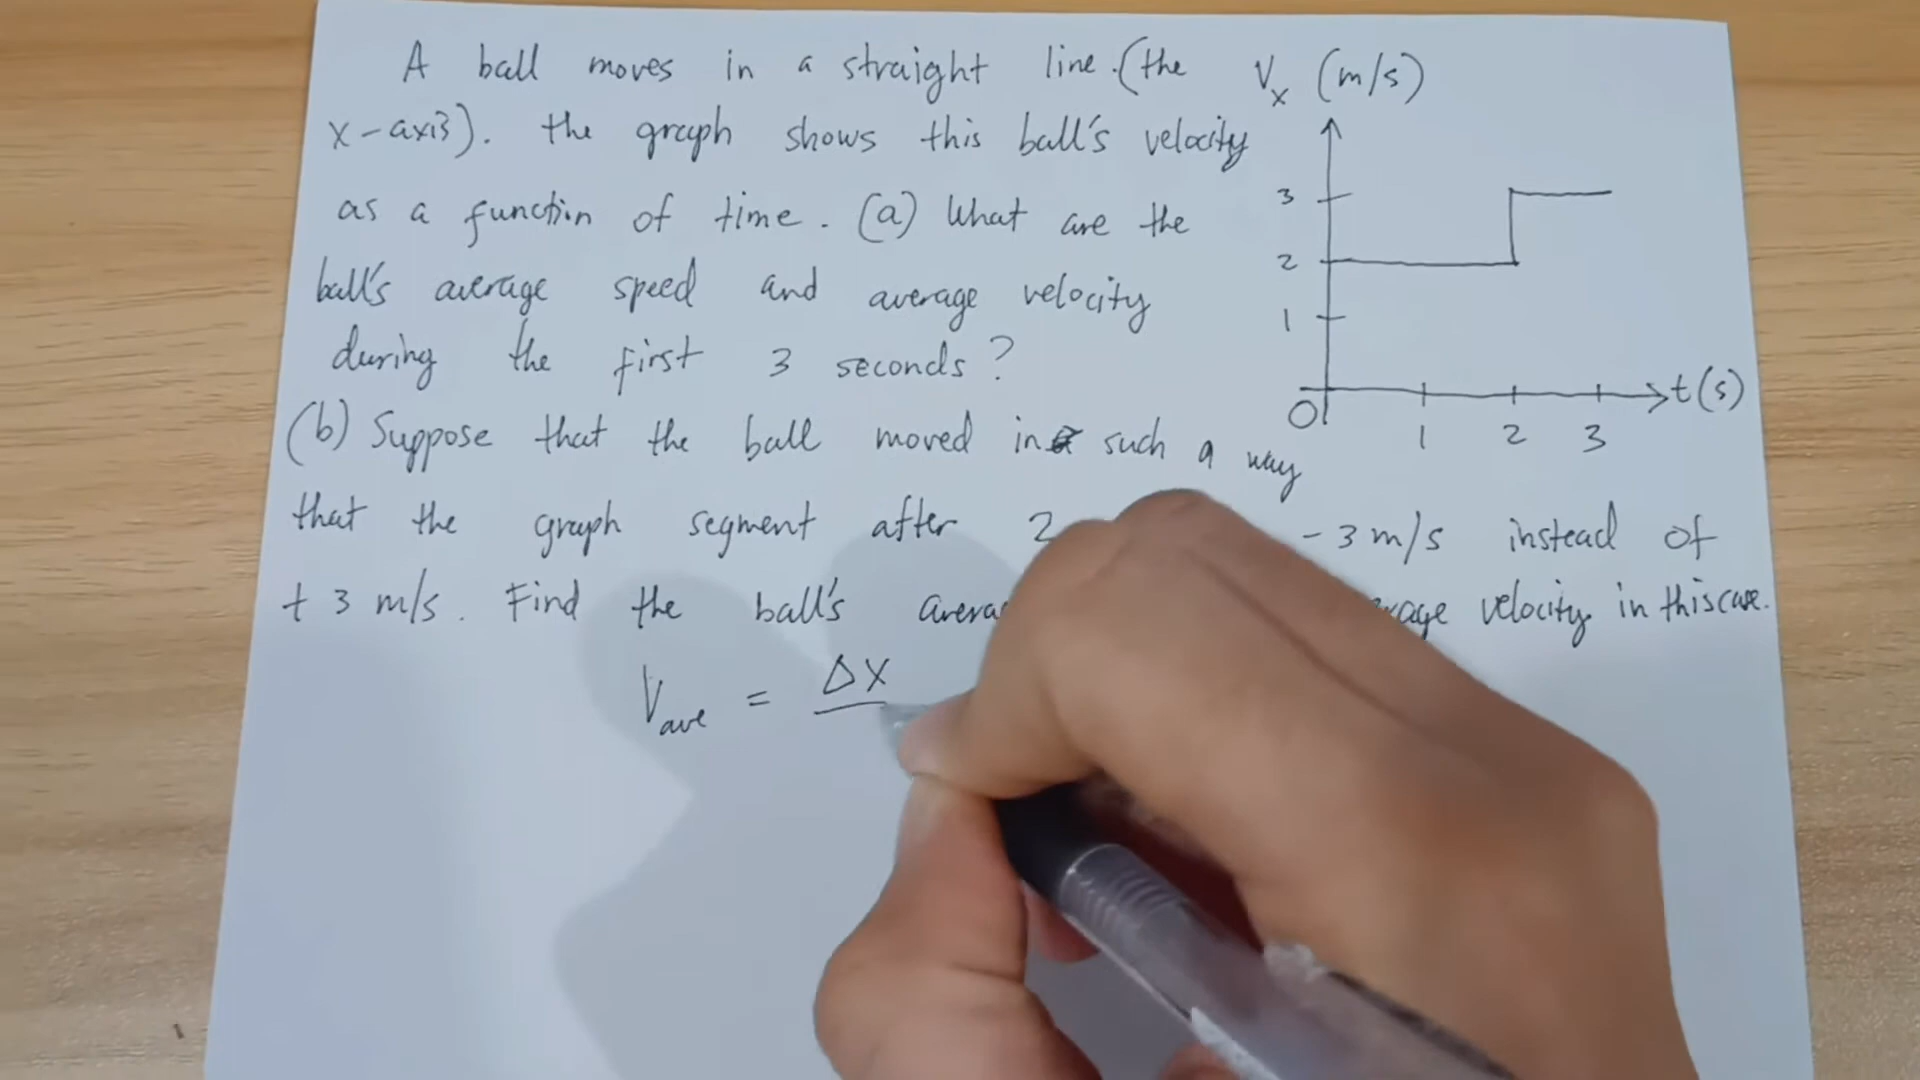 A ball moves in a straight line.(the
x-axis). the graph shows this ball's velocity
as a function of time. (a) What are the
ball's average speed and average velocity
during the first 3 seconds?
(b) Suppose that the ball moved in such a way
that the graph segment after 2 -3 m/s instead of
+3 m/s. Find the ball's velocity in this case.
Vave = Δx
Vx (m/s)
3
2
1
O
1 2 3
t(s)